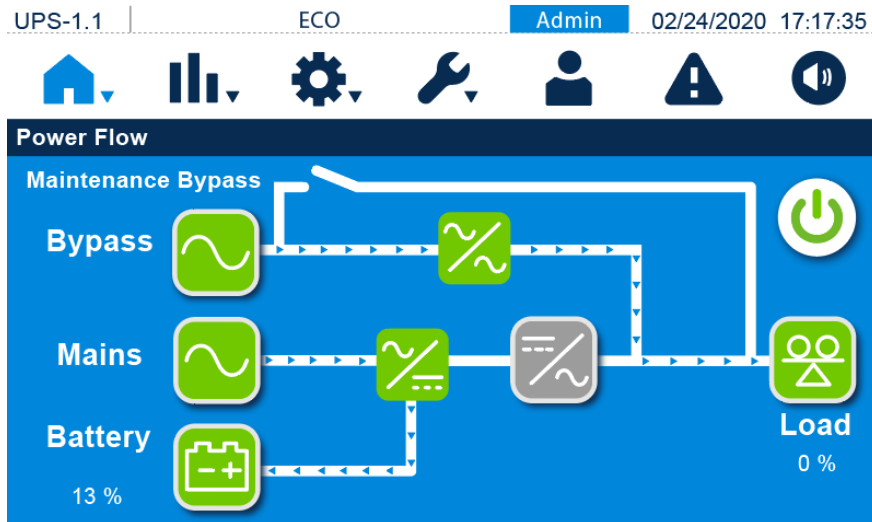 UPS-1.1 ECO Admin 02/24/2020 17:17:35
Power Flow
Maintenance Bypass
Bypass
Mains
Battery
13 %
Load
0 %